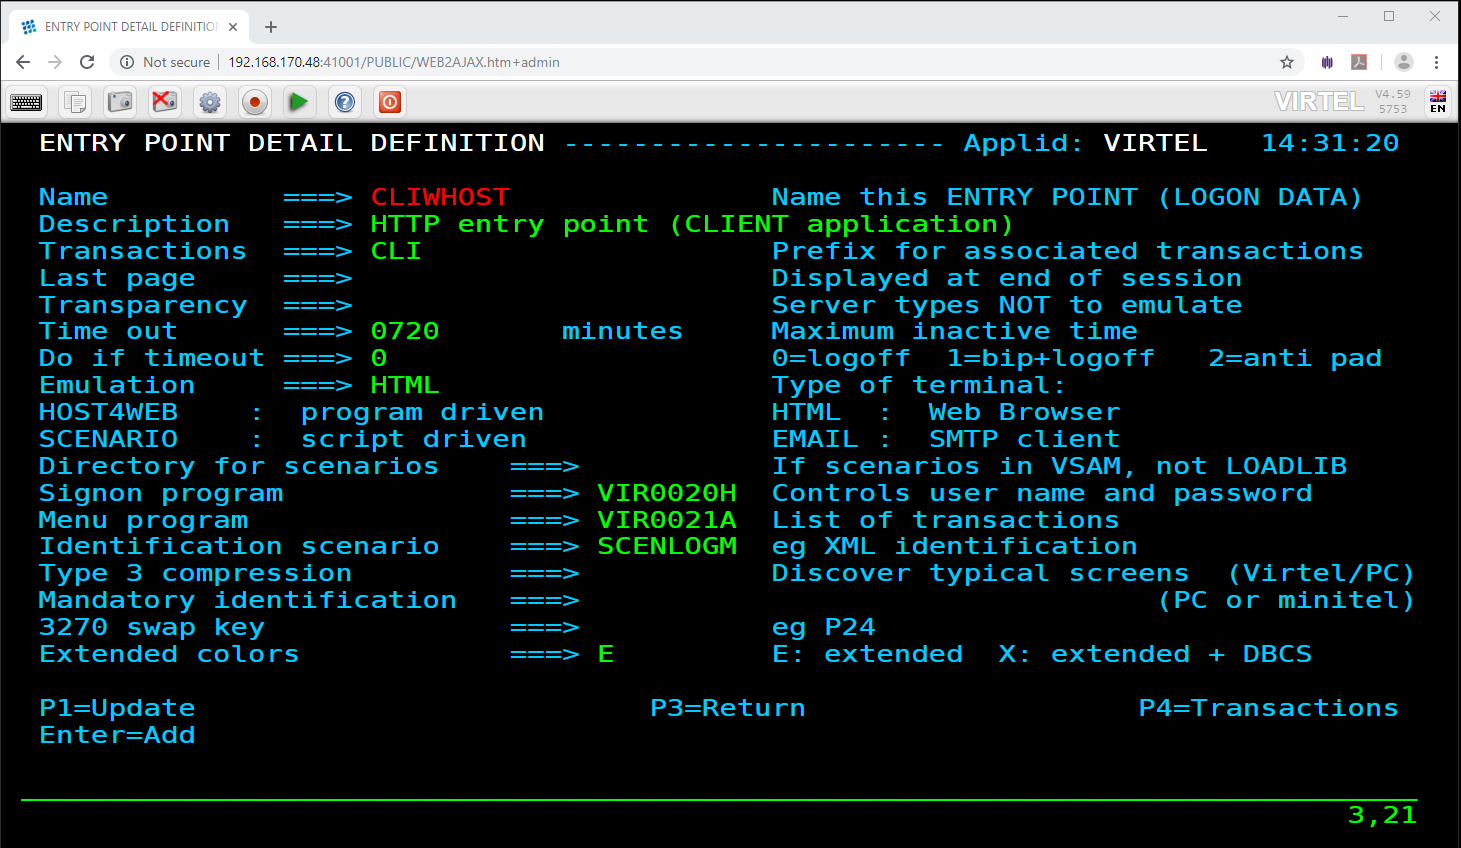 ENTRY POINT DETAIL DEFINITION
Not secure | 192.168.170.48:41001/PUBLIC/WEB2AJAX.htm+admin
VIRTEL V4.59 5753 EN
ENTRY POINT DETAIL DEFINITION ---------------------- Applid: VIRTEL 14:31:20
Name ===> CLIWHOST Name this ENTRY POINT (LOGON DATA)
Description ===> HTTP entry point (CLIENT application)
Transactions ===> CLI Prefix for associated transactions
Last page ===> Displayed at end of session
Transparency ===> Server types NOT to emulate
Time out ===> 0720 minutes Maximum inactive time
Do if timeout ===> 0 0=logoff 1=bip+logoff 2=anti pad
Emulation ===> HTML Type of terminal:
HOST4WEB : program driven HTML : Web Browser
SCENARIO : script driven EMAIL : SMTP client
Directory for scenarios ===> If scenarios in VSAM, not LOADLIB
Signon program ===> VIR0020H Controls user name and password
Menu program ===> VIR0021A List of transactions
Identification scenario ===> SCENLOGM eg XML identification
Type 3 compression ===> Discover typical screens (Virtel/PC)
Mandatory identification ===> (PC or minitel)
3270 swap key ===> eg P24
Extended colors ===> E E: extended X: extended + DBCS
P1=Update P3=Return P4=Transactions
Enter=Add
3,21